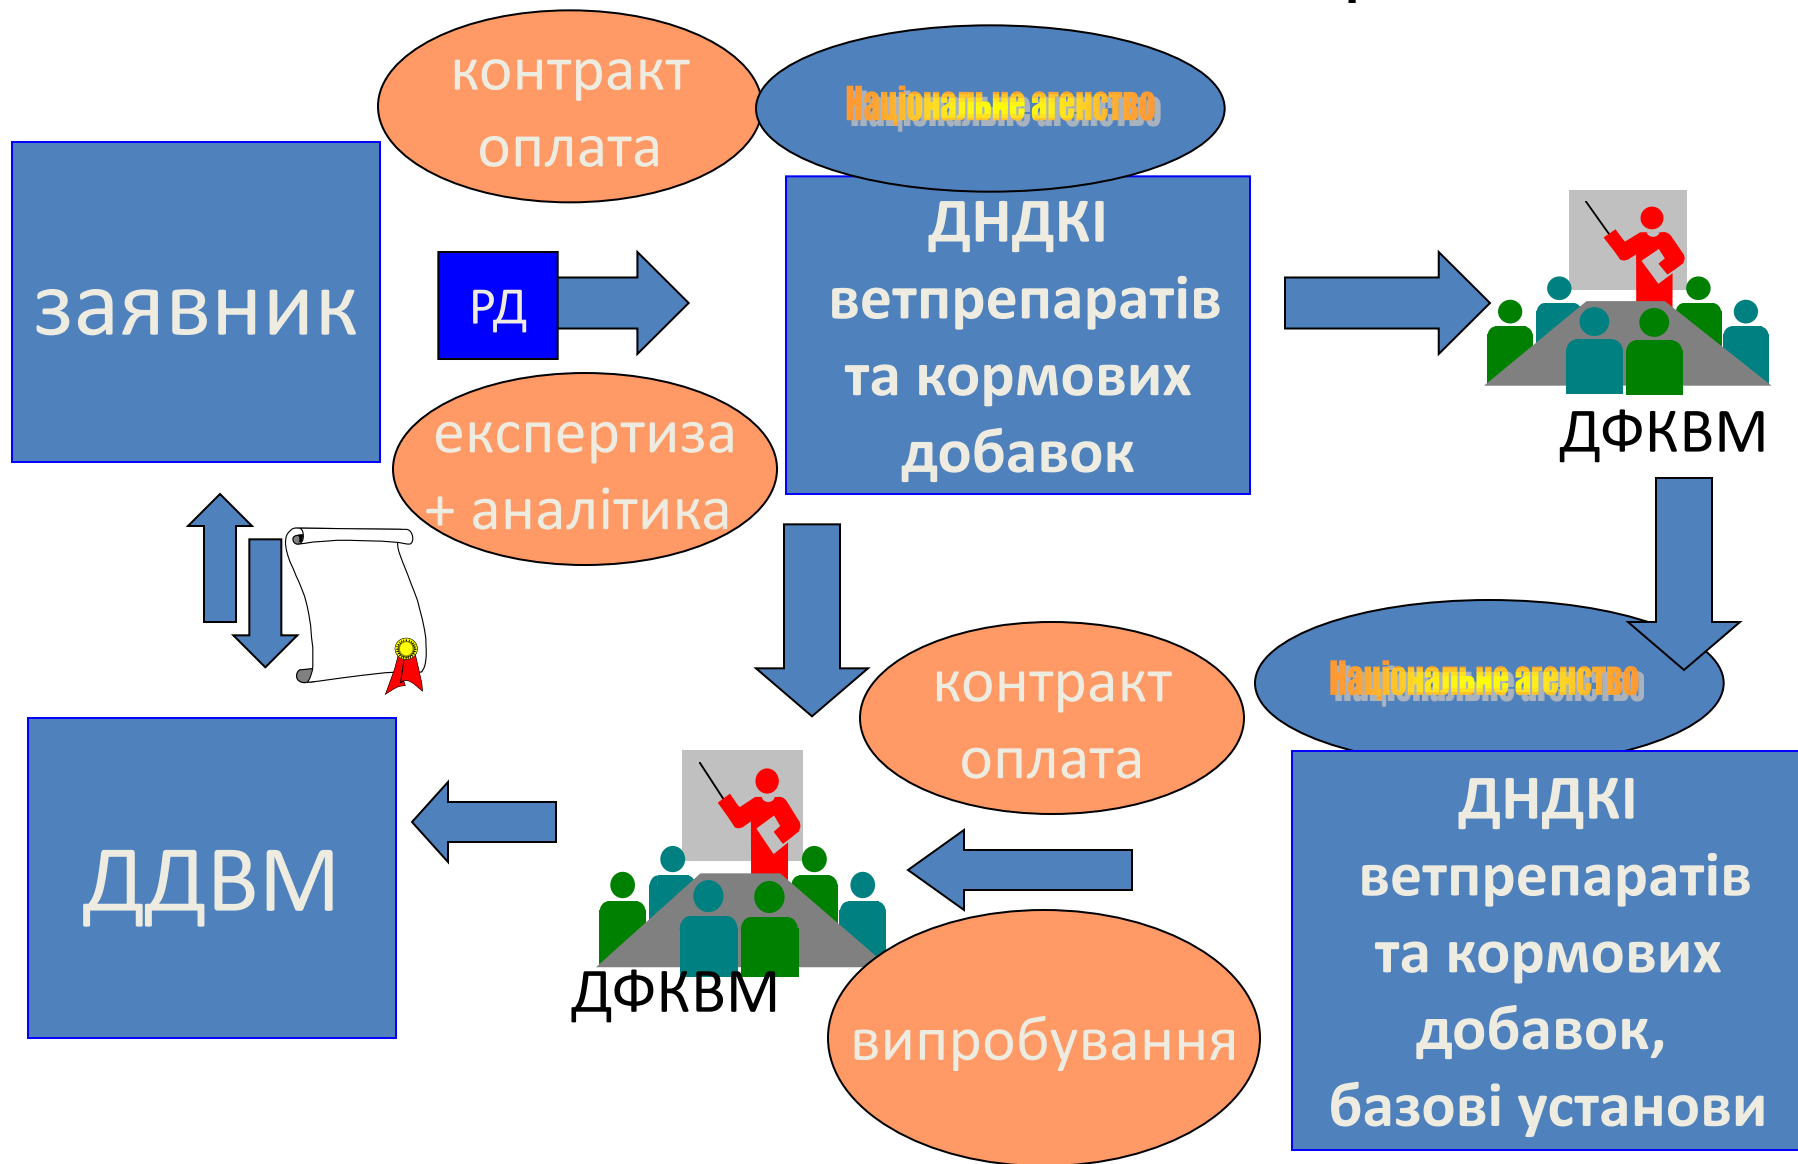 контракт
оплата
Національне агенство
заявник
РД
ДНДКІ
ветпрепаратів
та кормових
добавок
експертиза
+ аналітика
ДФКВМ
контракт
оплата
Національне агенство
ДДВМ
ДФКВМ
випробування
ДНДКІ
ветпрепаратів
та кормових
добавок,
базові установи